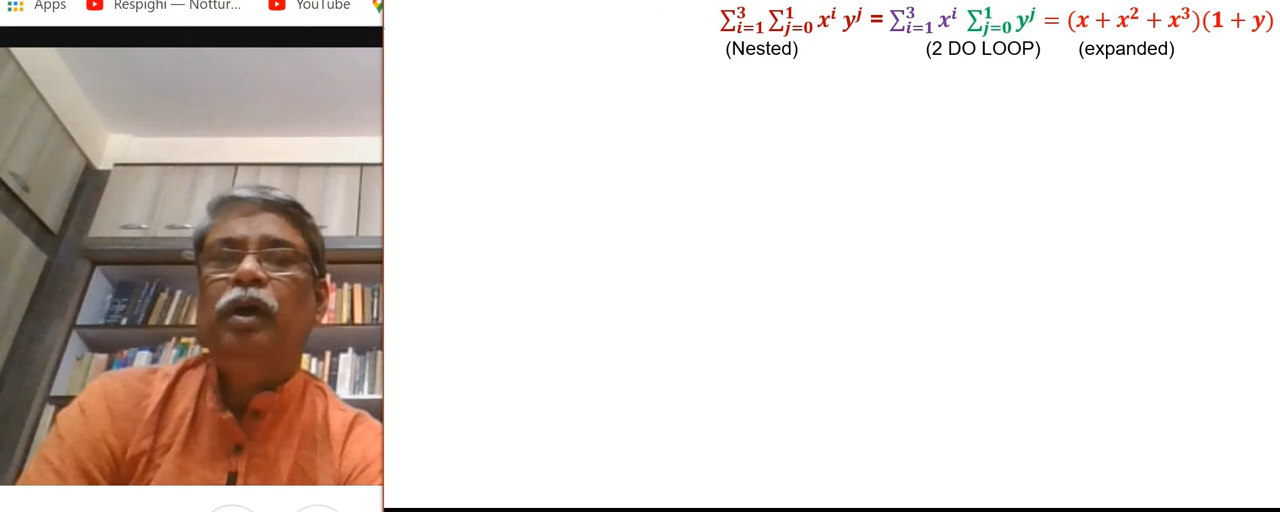 Apps Respighi — Nottur... YouTube
∑³ᵢ₌₁ ∑¹ⱼ₌₀ xⁱ yʲ = ∑³ᵢ₌₁ xⁱ ∑¹ⱼ₌₀ yʲ = (x + x² + x³)(1 + y)
(Nested) (2 DO LOOP) (expanded)